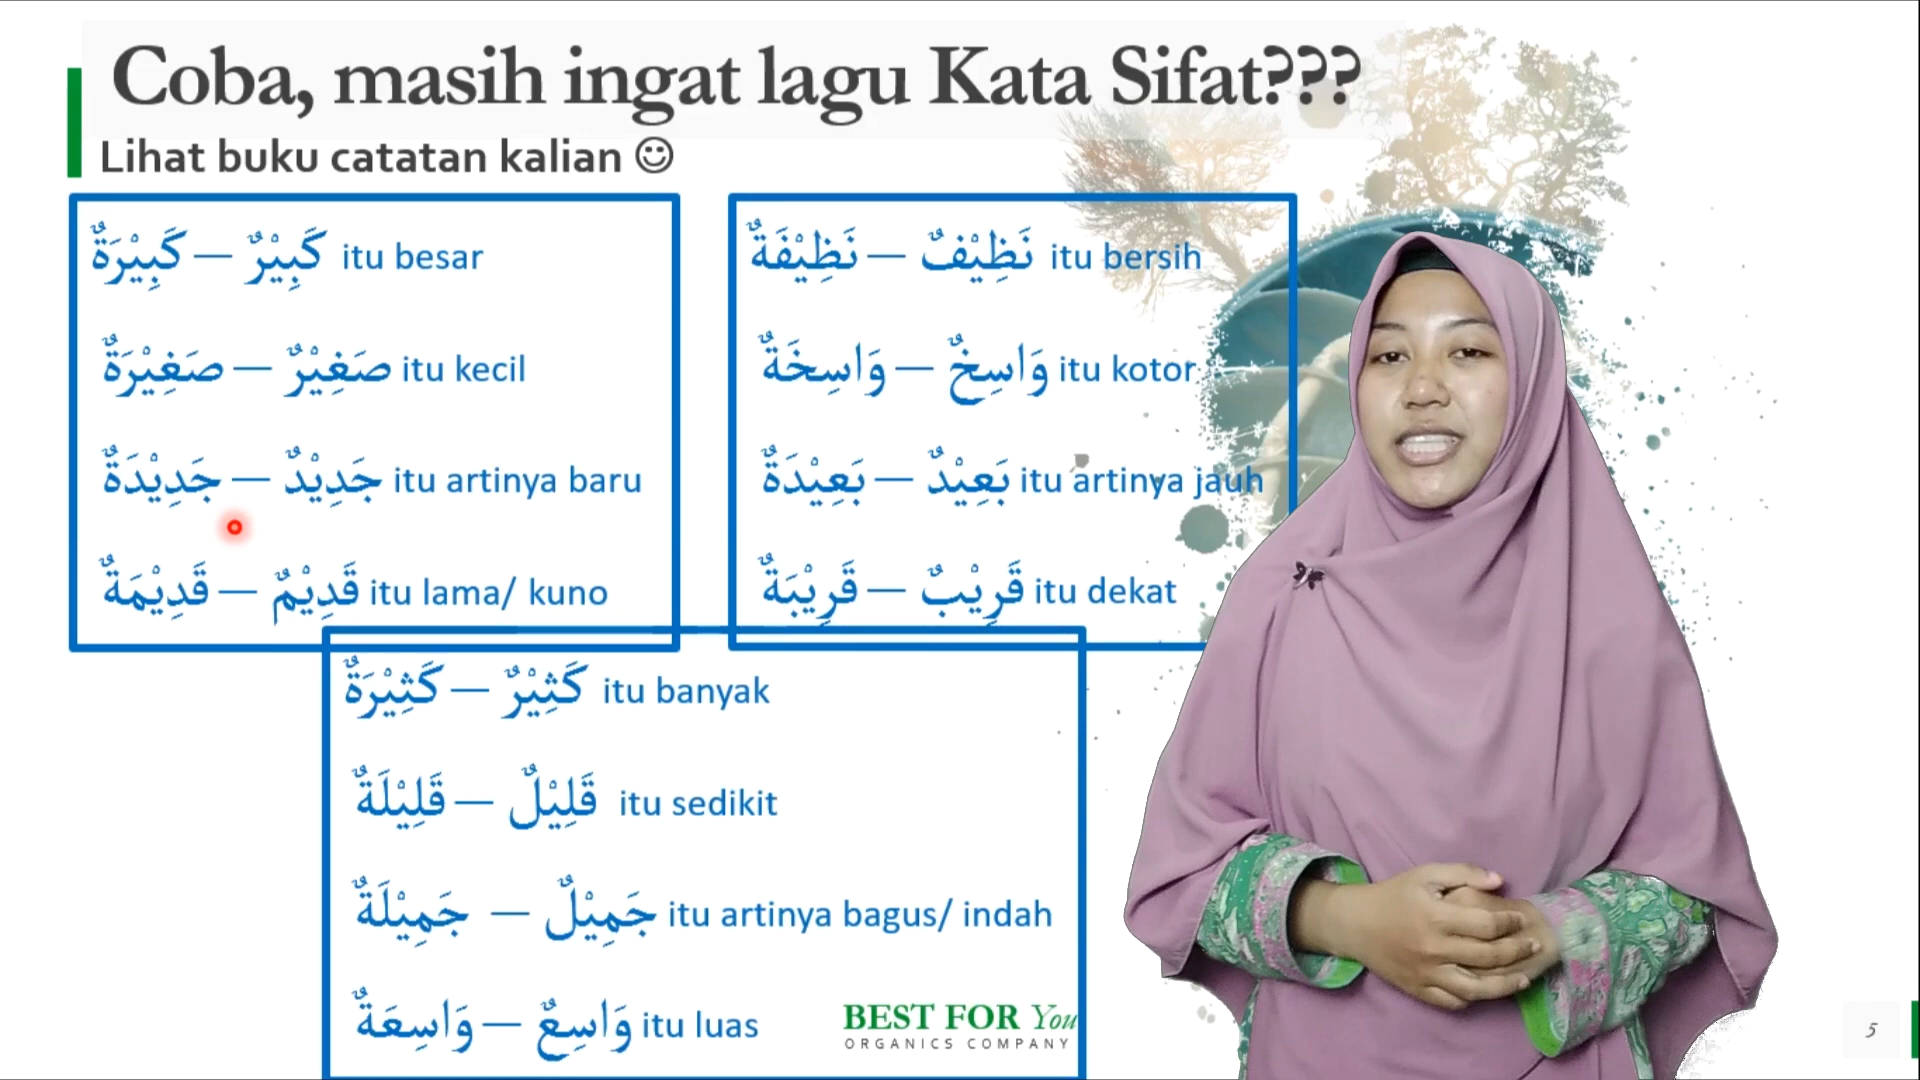 Coba, masih ingat lagu Kata Sifat???
Lihat buku catatan kalian ☺
كَبِيْرٌ – كَبِيْرَةٌ itu besar
صَغِيْرٌ – صَغِيْرَةٌ itu kecil
جَدِيْدٌ – جَدِيْدَةٌ itu artinya baru
قَدِيْمٌ – قَدِيْمَةٌ itu lama/ kuno
نَظِيْفٌ – نَظِيْفَةٌ itu bersih
وَاسِخٌ – وَاسِخَةٌ itu kotor
بَعِيْدٌ – بَعِيْدَةٌ itu artinya jauh
قَرِيْبٌ – قَرِيْبَةٌ itu dekat
كَثِيْرٌ – كَثِيْرَةٌ itu banyak
قَلِيْلٌ – قَلِيْلَةٌ itu sedikit
جَمِيْلٌ – جَمِيْلَةٌ itu artinya bagus/ indah
وَاسِعٌ – وَاسِعَةٌ itu luas
BEST FOR You
ORGANICS COMPANY
5